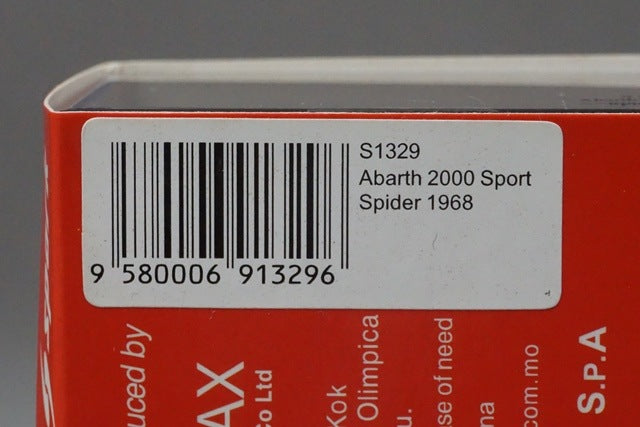 S1329
Abarth 2000 Sport
Spider 1968
9 580006 913296
uced by
AX
Co Ltd
Kok
Olimpica
u.
se of need
na
com.mo
S.p.A